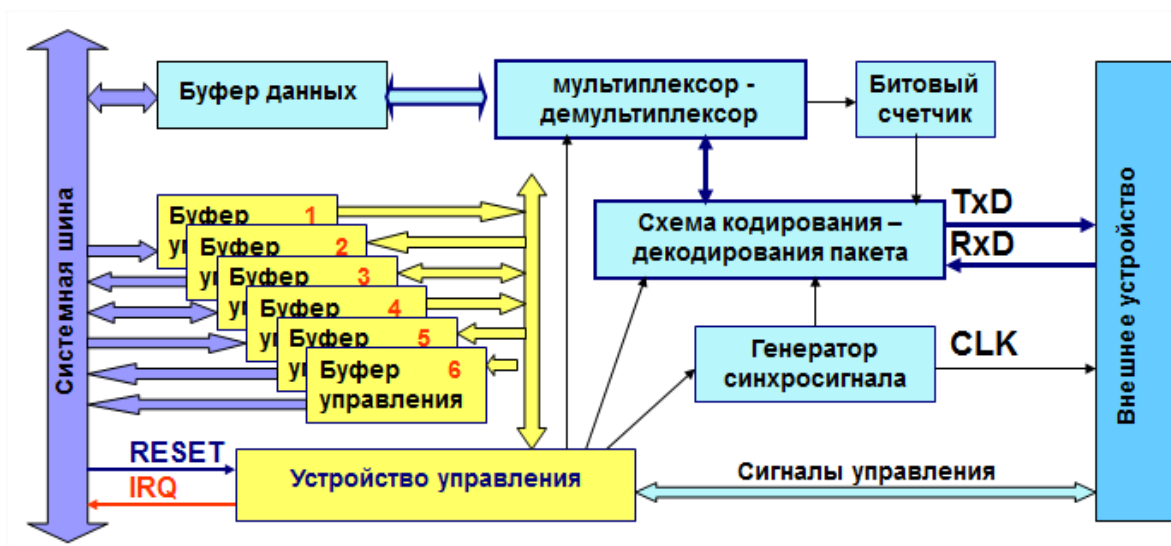 Системная шина
Буфер данных
мультиплексор -
демультиплексор
Битовый
счетчик
Буфер 1
уп
Буфер 2
у
Буфер 3
у
Буфер 4
у
Буфер 5
у
Буфер 6
управления
Схема кодирования –
декодирования пакета
TxD
RxD
Генератор
синхросигнала
CLK
RESET
IRQ
Устройство управления
Сигналы управления
Внешнее устройство